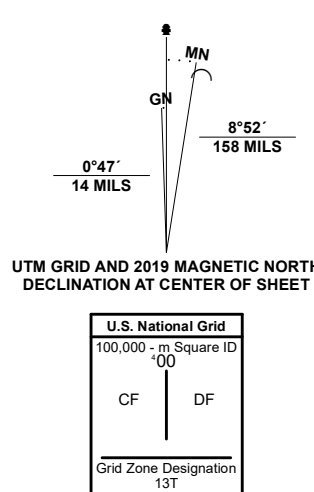 MN
GN
8°52´
158 MILS
0°47´
14 MILS
UTM GRID AND 2019 MAGNETIC NORTH
DECLINATION AT CENTER OF SHEET
U.S. National Grid
100,000 - m Square ID
⁴00
CF DF
Grid Zone Designation
13T